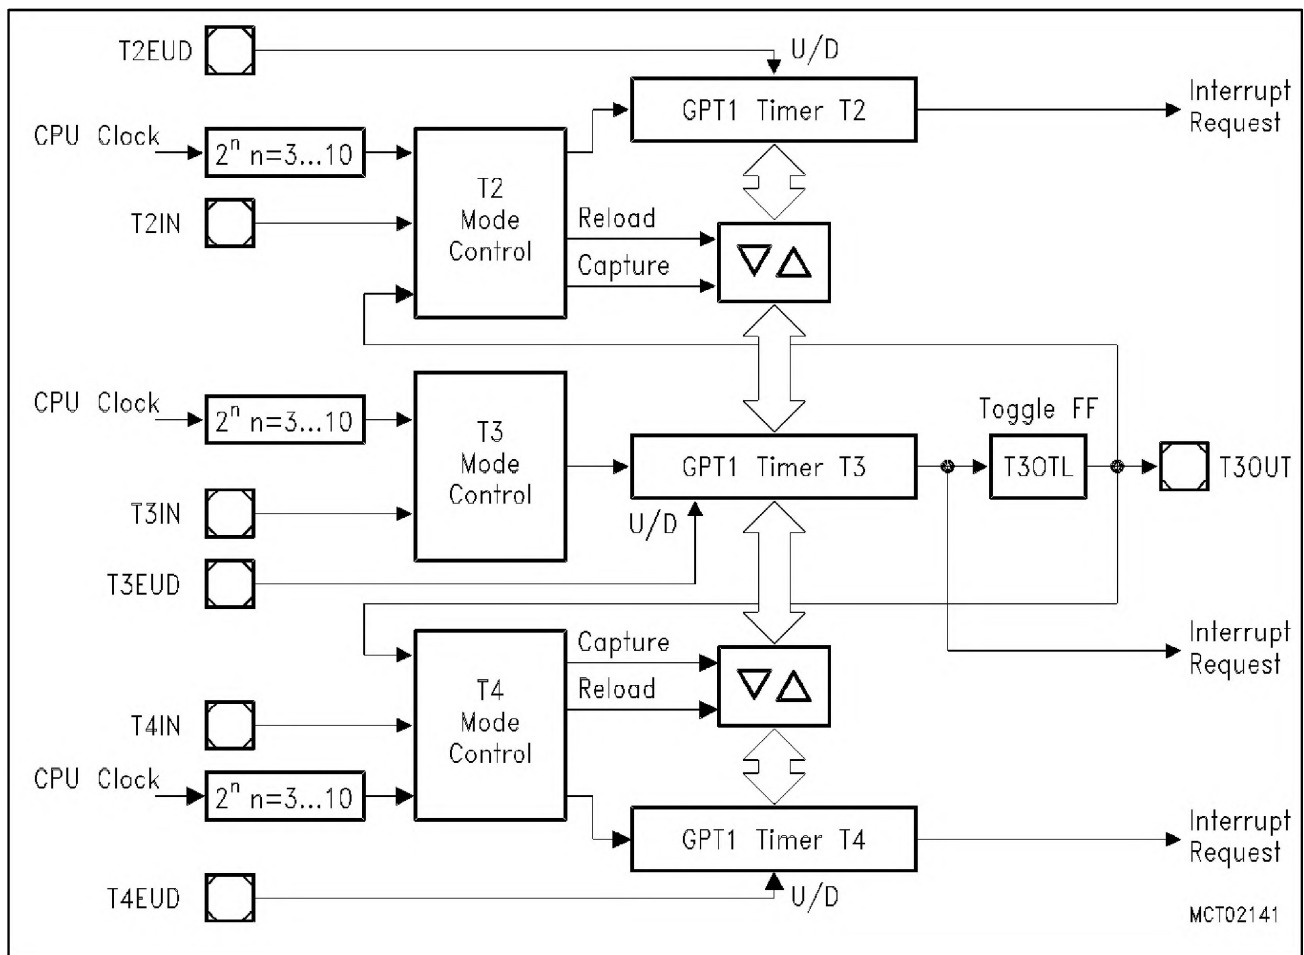 T2EUD
U/D
GPT1 Timer T2
Interrupt
Request
CPU Clock
2ⁿ n=3...10
T2
Mode
Control
T2IN
Reload
Capture
CPU Clock
2ⁿ n=3...10
T3
Mode
Control
Toggle FF
GPT1 Timer T3
T3OTL
T3OUT
T3IN
U/D
T3EUD
Interrupt
Request
Capture
Reload
T4
Mode
Control
T4IN
CPU Clock
2ⁿ n=3...10
GPT1 Timer T4
Interrupt
Request
T4EUD
U/D
MCT02141